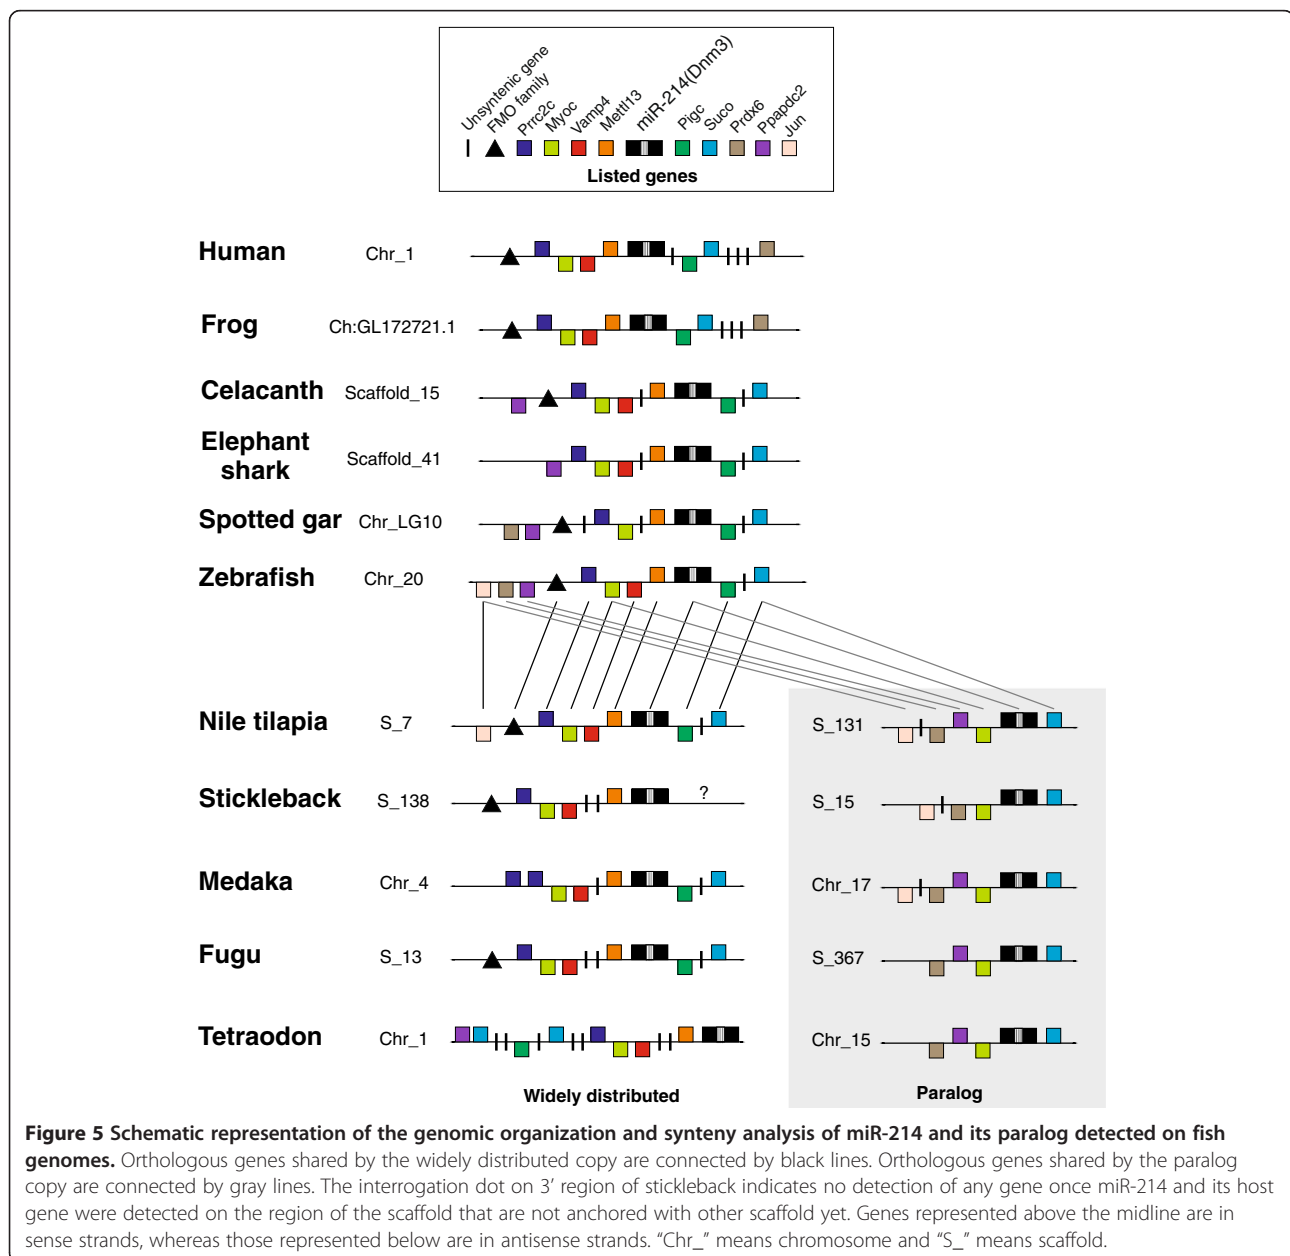 Unsyntenic gene
FMO family
Prrc2c
Myoc
Vamp4
Mettl13
miR-214(Dnm3)
Pigc
Suco
Prdx6
Ppapdc2
Jun
Listed genes
Human Chr_1
Frog Ch:GL172721.1
Celacanth Scaffold_15
Elephant
shark Scaffold_41
Spotted gar Chr_LG10
Zebrafish Chr_20
Nile tilapia S_7 S_131
Stickleback S_138 ? S_15
Medaka Chr_4 Chr_17
Fugu S_13 S_367
Tetraodon Chr_1 Chr_15
Widely distributed Paralog
Figure 5 Schematic representation of the genomic organization and synteny analysis of miR-214 and its paralog detected on fish
genomes. Orthologous genes shared by the widely distributed copy are connected by black lines. Orthologous genes shared by the paralog
copy are connected by gray lines. The interrogation dot on 3’ region of stickleback indicates no detection of any gene once miR-214 and its host
gene were detected on the region of the scaffold that are not anchored with other scaffold yet. Genes represented above the midline are in
sense strands, whereas those represented below are in antisense strands. “Chr_” means chromosome and “S_” means scaffold.